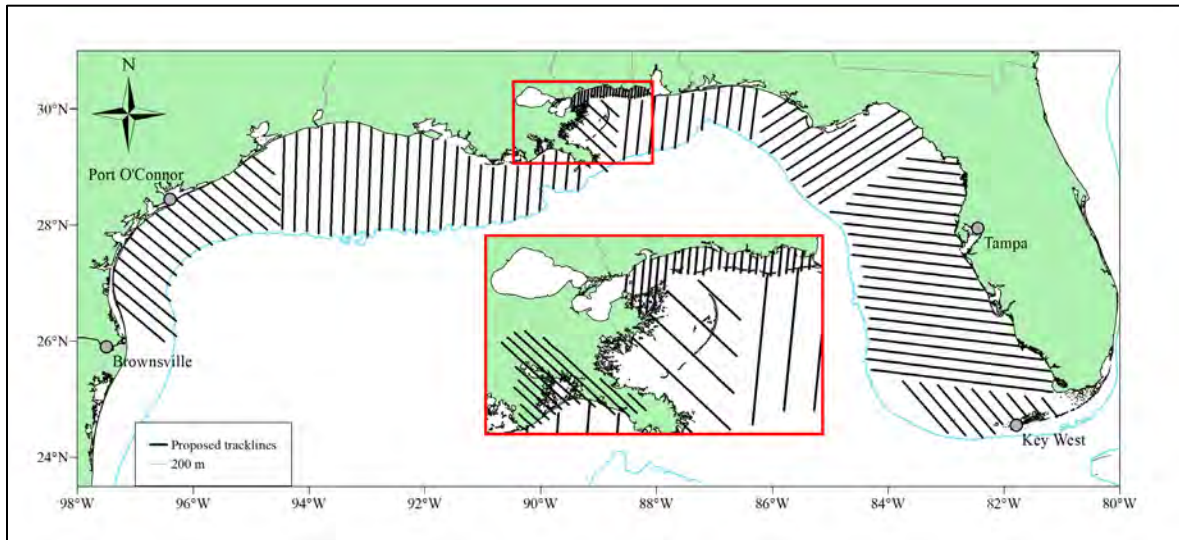 N
30°N
Port O'Connor
28°N
Tampa
26°N
Brownsville
Key West
Proposed tracklines
200 m
24°N
98°W
96°W
94°W
92°W
90°W
88°W
86°W
84°W
82°W
80°W